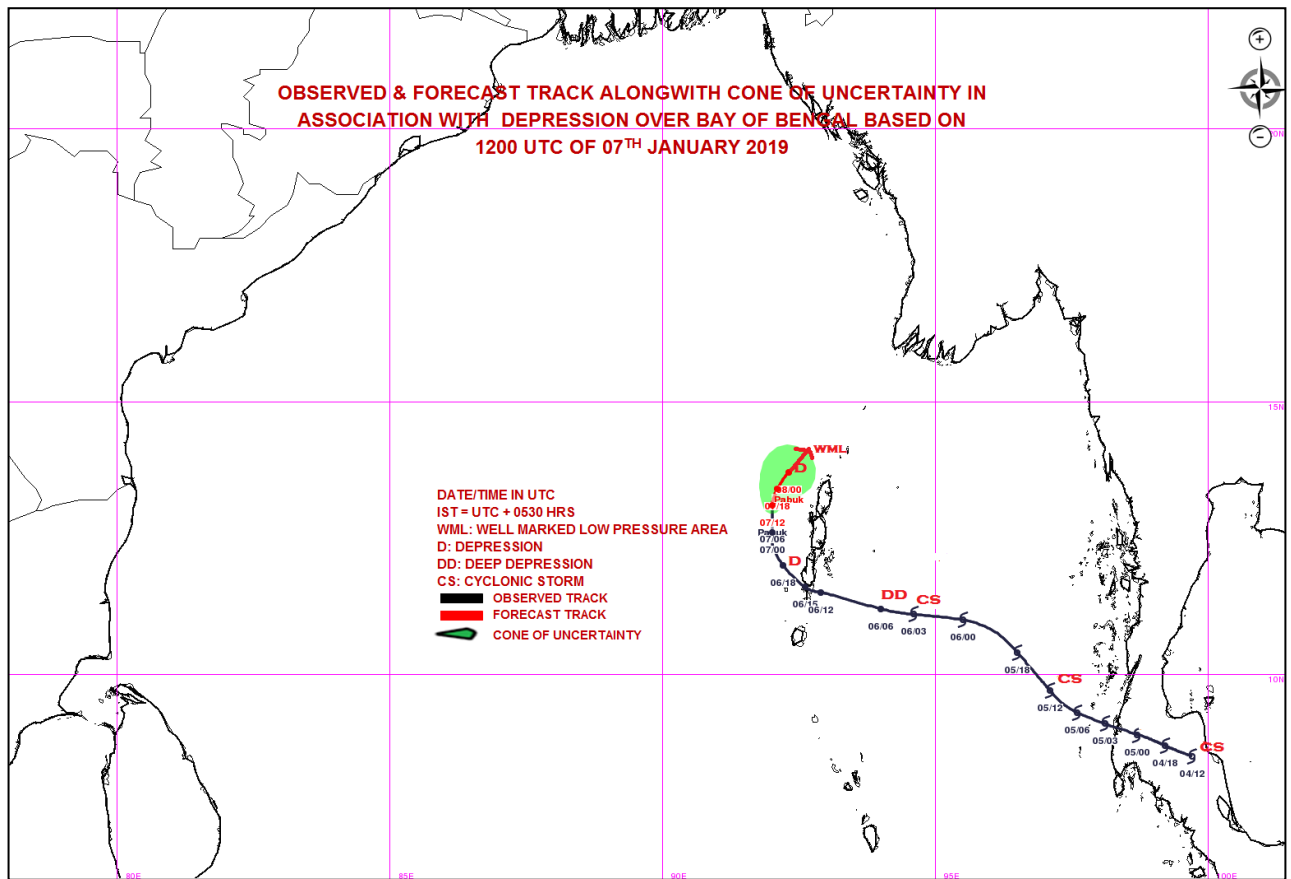 OBSERVED & FORECAST TRACK ALONGWITH CONE OF UNCERTAINTY IN
ASSOCIATION WITH DEPRESSION OVER BAY OF BENGAL BASED ON
1200 UTC OF 07TH JANUARY 2019
20N
15N
WML
D
08/00
Pabuk
07/18
07/12
Pabuk
07/06
07/00
D
06/18
06/15
06/12
DD
CS
06/06
06/03
06/00
05/18
10N
CS
05/12
05/06
05/03
05/00
04/18
CS
04/12
DATE/TIME IN UTC
IST = UTC + 0530 HRS
WML: WELL MARKED LOW PRESSURE AREA
D: DEPRESSION
DD: DEEP DEPRESSION
CS: CYCLONIC STORM
OBSERVED TRACK
FORECAST TRACK
CONE OF UNCERTAINTY
80E
85E
90E
95E
100E